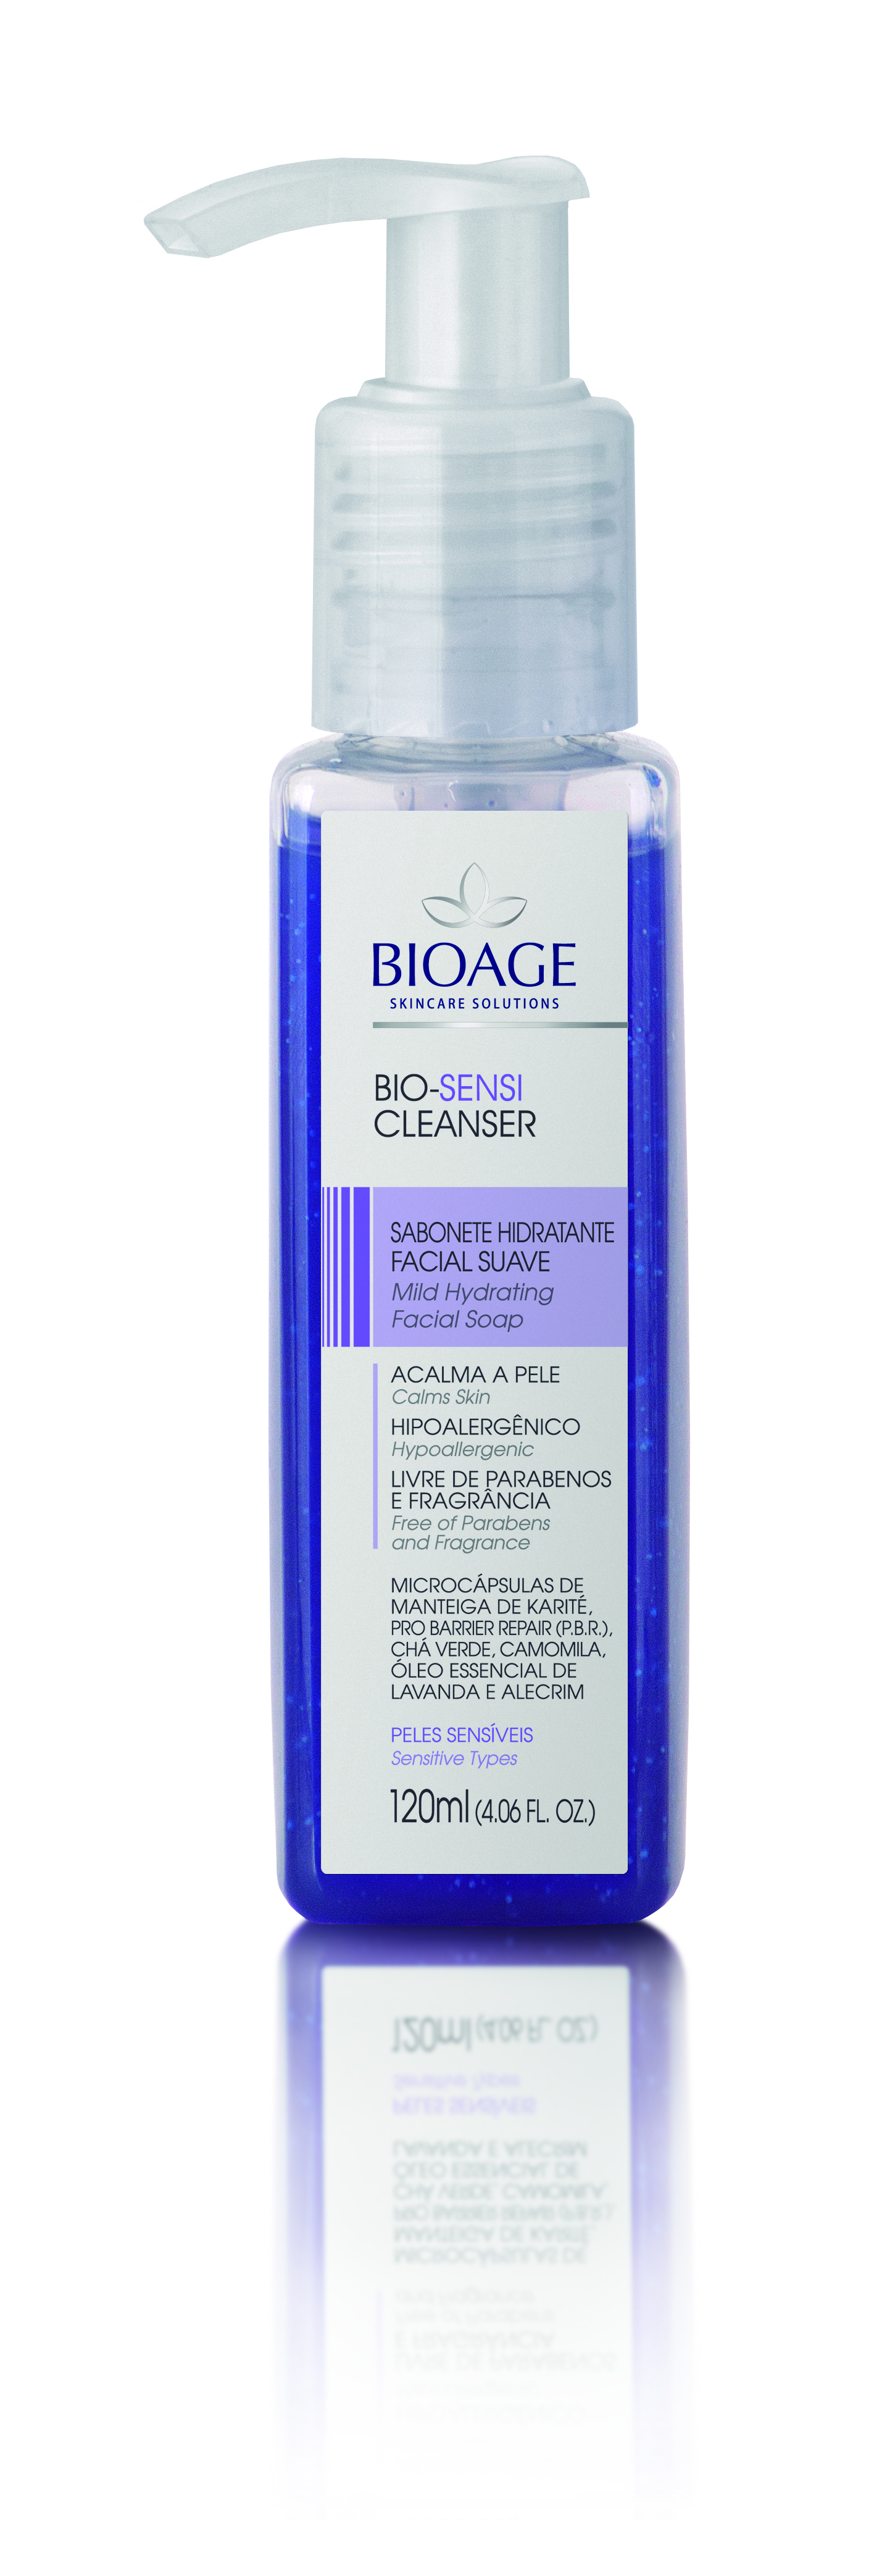 BIOAGE
SKINCARE SOLUTIONS
BIO-SENSI
CLEANSER
SABONETE HIDRATANTE
FACIAL SUAVE
Mild Hydrating
Facial Soap
ACALMA A PELE
Calms Skin
HIPOALERGÊNICO
Hypoallergenic
LIVRE DE PARABENOS
E FRAGRÂNCIA
Free of Parabens
and Fragrance
MICROCÁPSULAS DE
MANTEIGA DE KARITÉ,
PRO BARRIER REPAIR (P.B.R.),
CHÁ VERDE, CAMOMILA,
ÓLEO ESSENCIAL DE
LAVANDA E ALECRIM
PELES SENSÍVEIS
Sensitive Types
120ml (4.06 FL. OZ.)